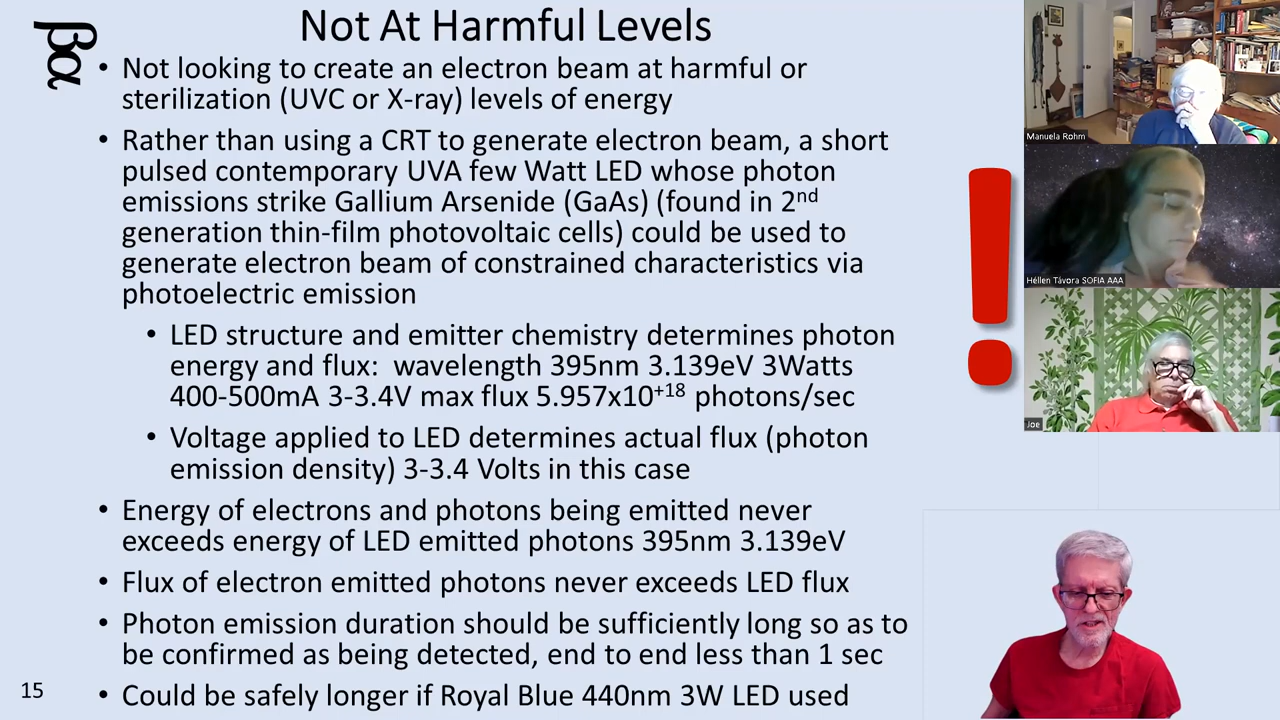 Not At Harmful Levels
βα
• Not looking to create an electron beam at harmful or
sterilization (UVC or X-ray) levels of energy
• Rather than using a CRT to generate electron beam, a short
pulsed contemporary UVA few Watt LED whose photon
emissions strike Gallium Arsenide (GaAs) (found in 2nd
generation thin-film photovoltaic cells) could be used to
generate electron beam of constrained characteristics via
photoelectric emission
• LED structure and emitter chemistry determines photon
energy and flux:  wavelength 395nm 3.139eV 3Watts
400-500mA 3-3.4V max flux 5.957x10+18 photons/sec
• Voltage applied to LED determines actual flux (photon
emission density) 3-3.4 Volts in this case
• Energy of electrons and photons being emitted never
exceeds energy of LED emitted photons 395nm 3.139eV
• Flux of electron emitted photons never exceeds LED flux
• Photon emission duration should be sufficiently long so as to
be confirmed as being detected, end to end less than 1 sec
• Could be safely longer if Royal Blue 440nm 3W LED used
15
!
Manuela Rohm
Héllen Távora SOFIA AAA
Joe